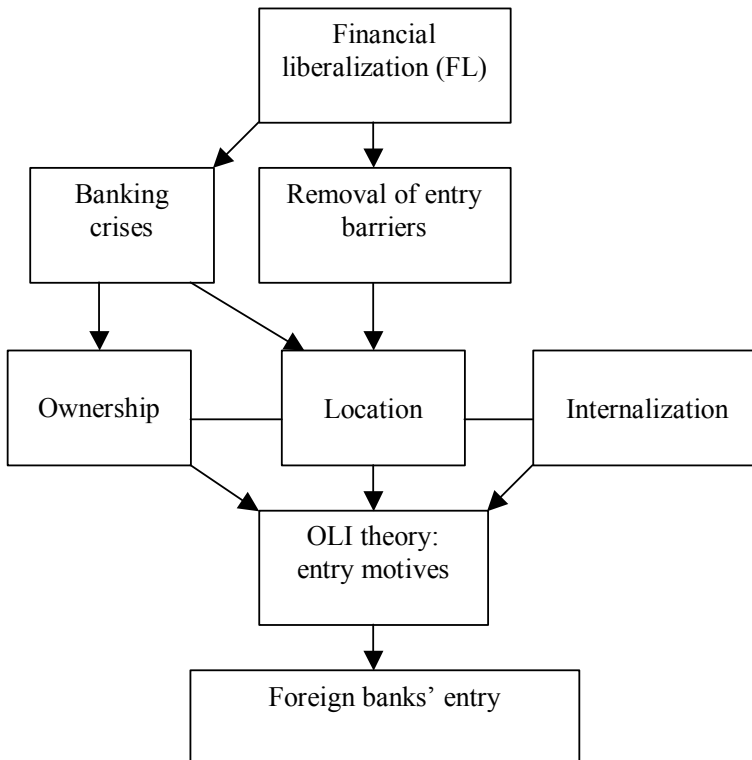 Financial
liberalization (FL)
Banking
crises
Removal of entry
barriers
Ownership
Location
Internalization
OLI theory:
entry motives
Foreign banks’ entry